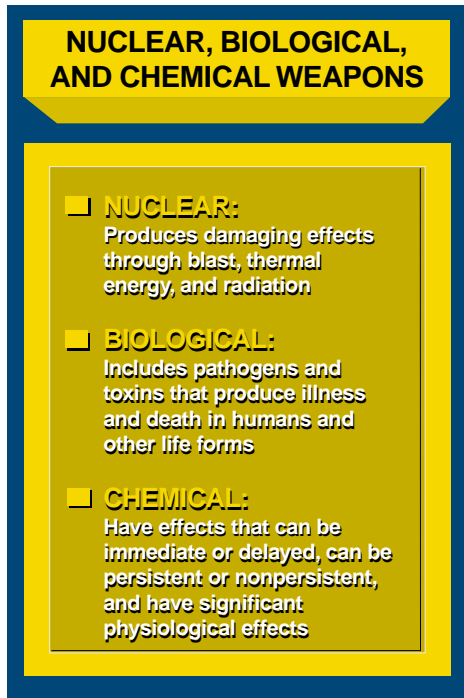 NUCLEAR, BIOLOGICAL,
AND CHEMICAL WEAPONS
NUCLEAR:
Produces damaging effects
through blast, thermal
energy, and radiation
BIOLOGICAL:
Includes pathogens and
toxins that produce illness
and death in humans and
other life forms
CHEMICAL:
Have effects that can be
immediate or delayed, can be
persistent or nonpersistent,
and have significant
physiological effects